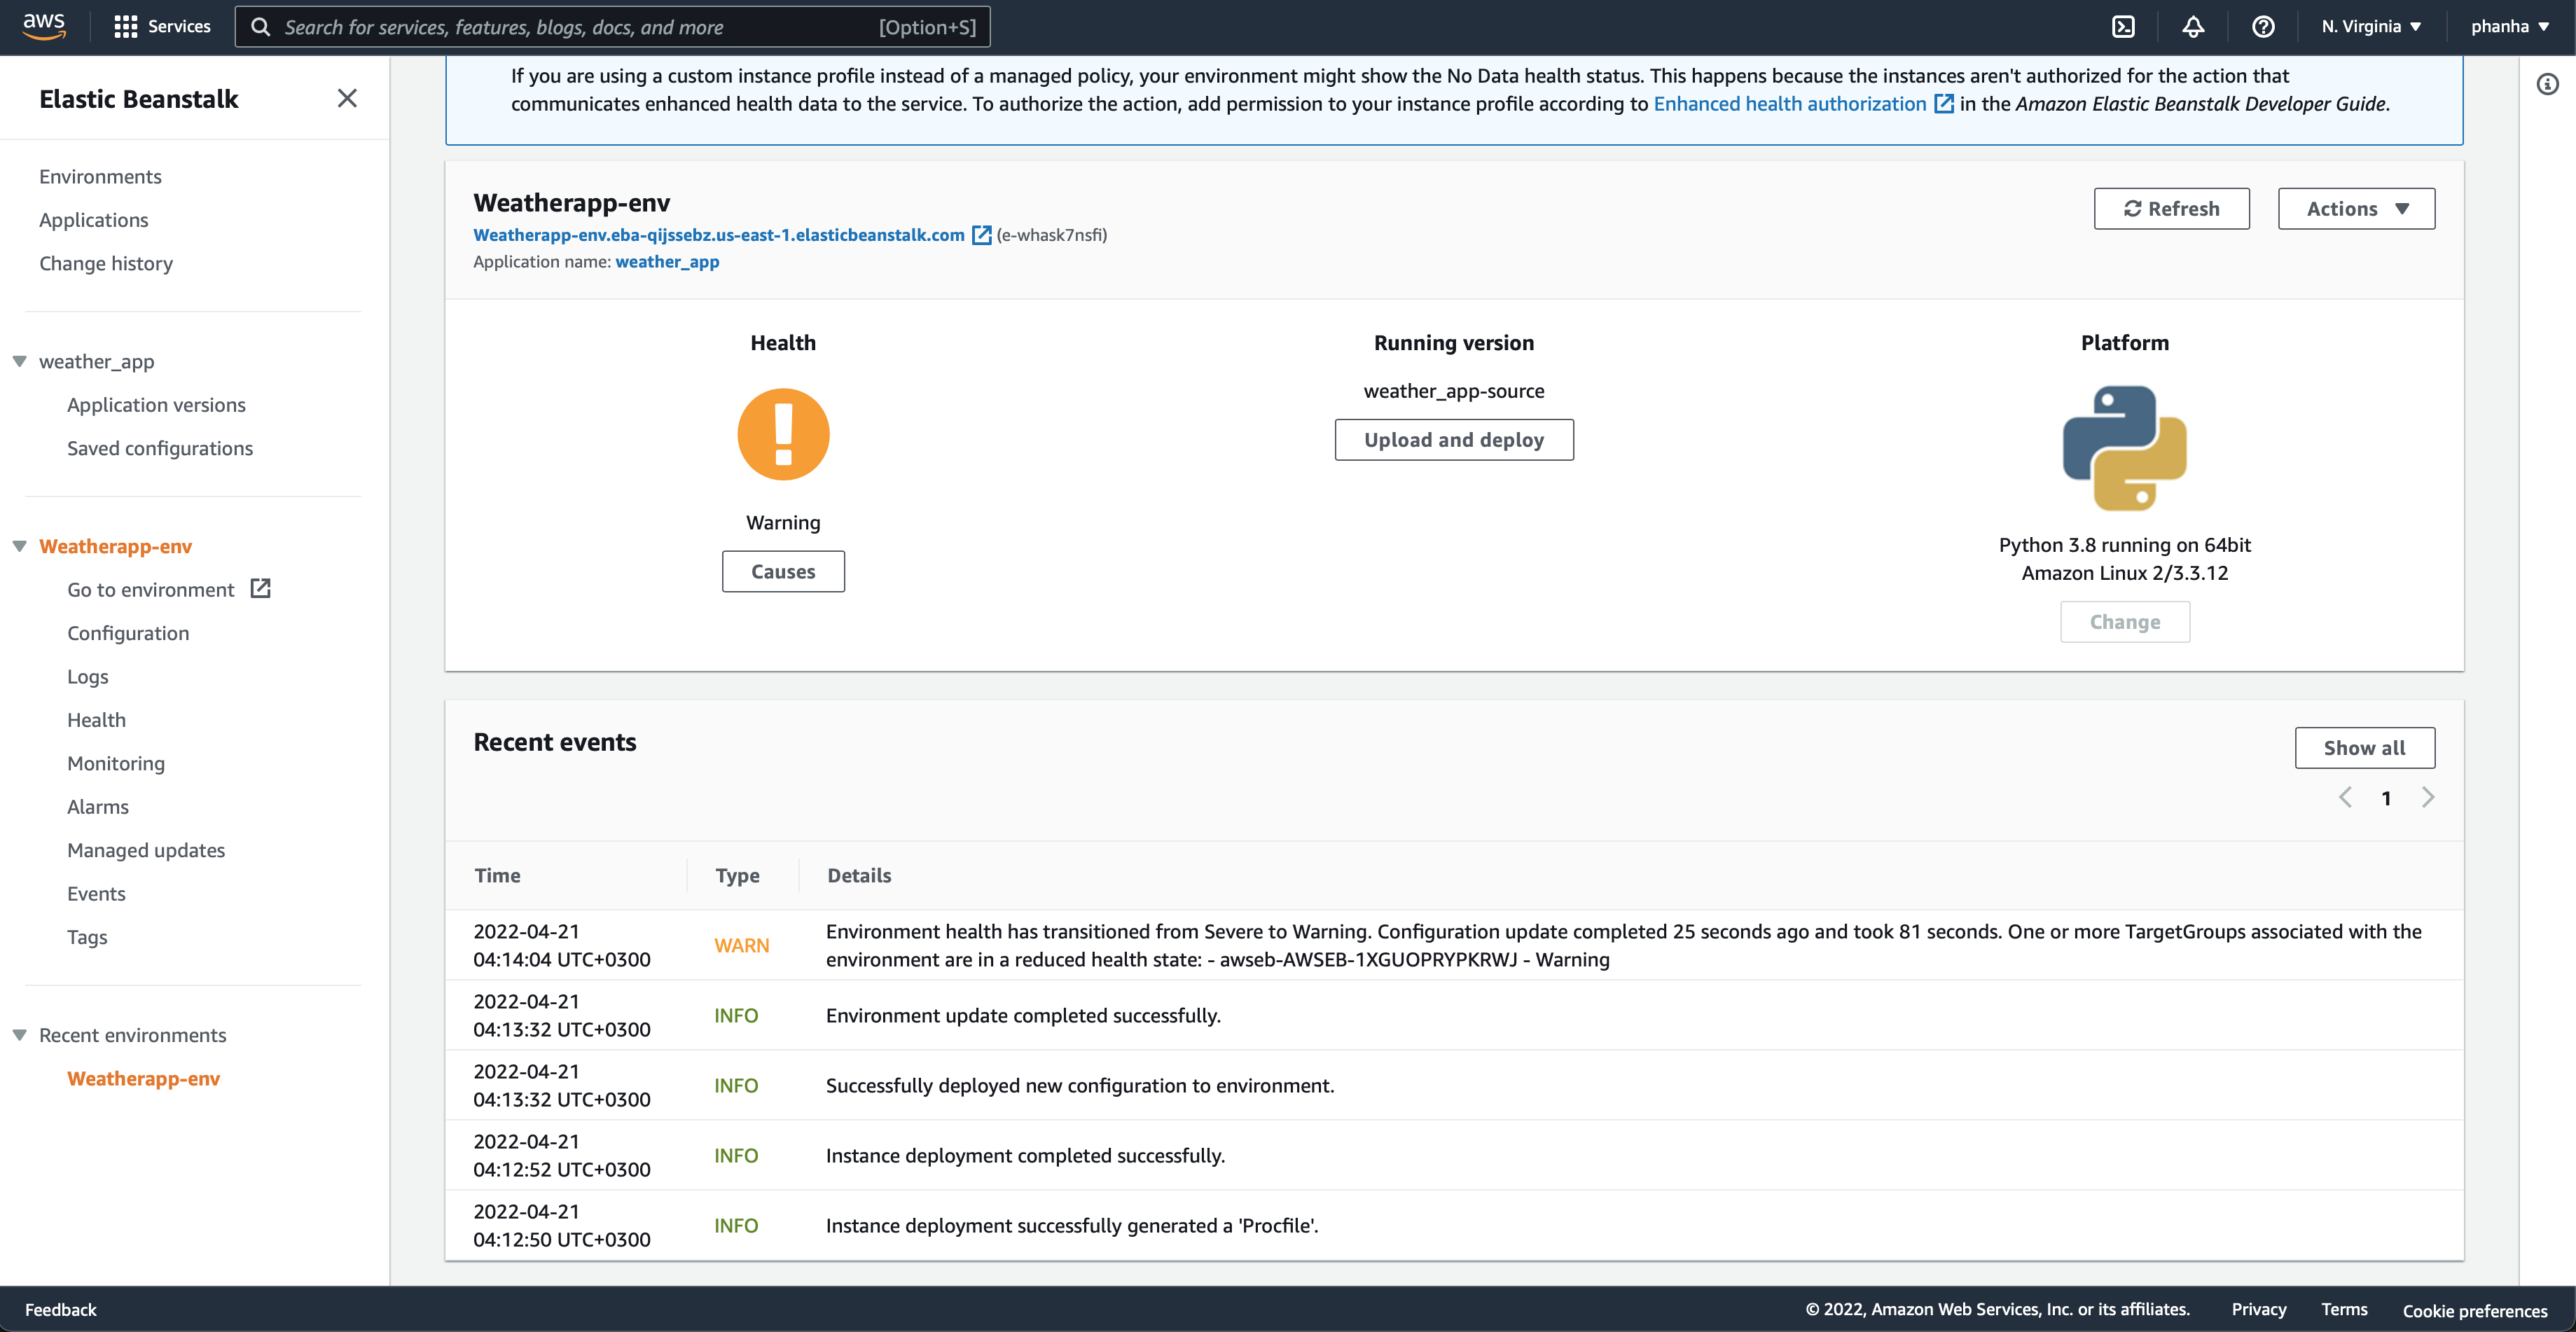 aws
Services
Search for services, features, blogs, docs, and more [Option+S]
N. Virginia
phanha
Elastic Beanstalk
Environments
Applications
Change history
weather_app
Application versions
Saved configurations
Weatherapp-env
Go to environment
Configuration
Logs
Health
Monitoring
Alarms
Managed updates
Events
Tags
Recent environments
Weatherapp-env
If you are using a custom instance profile instead of a managed policy, your environment might show the No Data health status. This happens because the instances aren't authorized for the action that
communicates enhanced health data to the service. To authorize the action, add permission to your instance profile according to Enhanced health authorization in the Amazon Elastic Beanstalk Developer Guide.
Weatherapp-env
Refresh
Actions
Weatherapp-env.eba-qijssebz.us-east-1.elasticbeanstalk.com (e-whask7nsfi)
Application name: weather_app
Health
Warning
Causes
Running version
weather_app-source
Upload and deploy
Platform
Python 3.8 running on 64bit
Amazon Linux 2/3.3.12
Change
Recent events
Show all
1
Time Type Details
2022-04-21
04:14:04 UTC+0300
WARN
Environment health has transitioned from Severe to Warning. Configuration update completed 25 seconds ago and took 81 seconds. One or more TargetGroups associated with the
environment are in a reduced health state: - awseb-AWSEB-1XGUOPRYPKRWJ - Warning
2022-04-21
04:13:32 UTC+0300
INFO
Environment update completed successfully.
2022-04-21
04:13:32 UTC+0300
INFO
Successfully deployed new configuration to environment.
2022-04-21
04:12:52 UTC+0300
INFO
Instance deployment completed successfully.
2022-04-21
04:12:50 UTC+0300
INFO
Instance deployment successfully generated a 'Procfile'.
Feedback
© 2022, Amazon Web Services, Inc. or its affiliates. Privacy Terms Cookie preferences